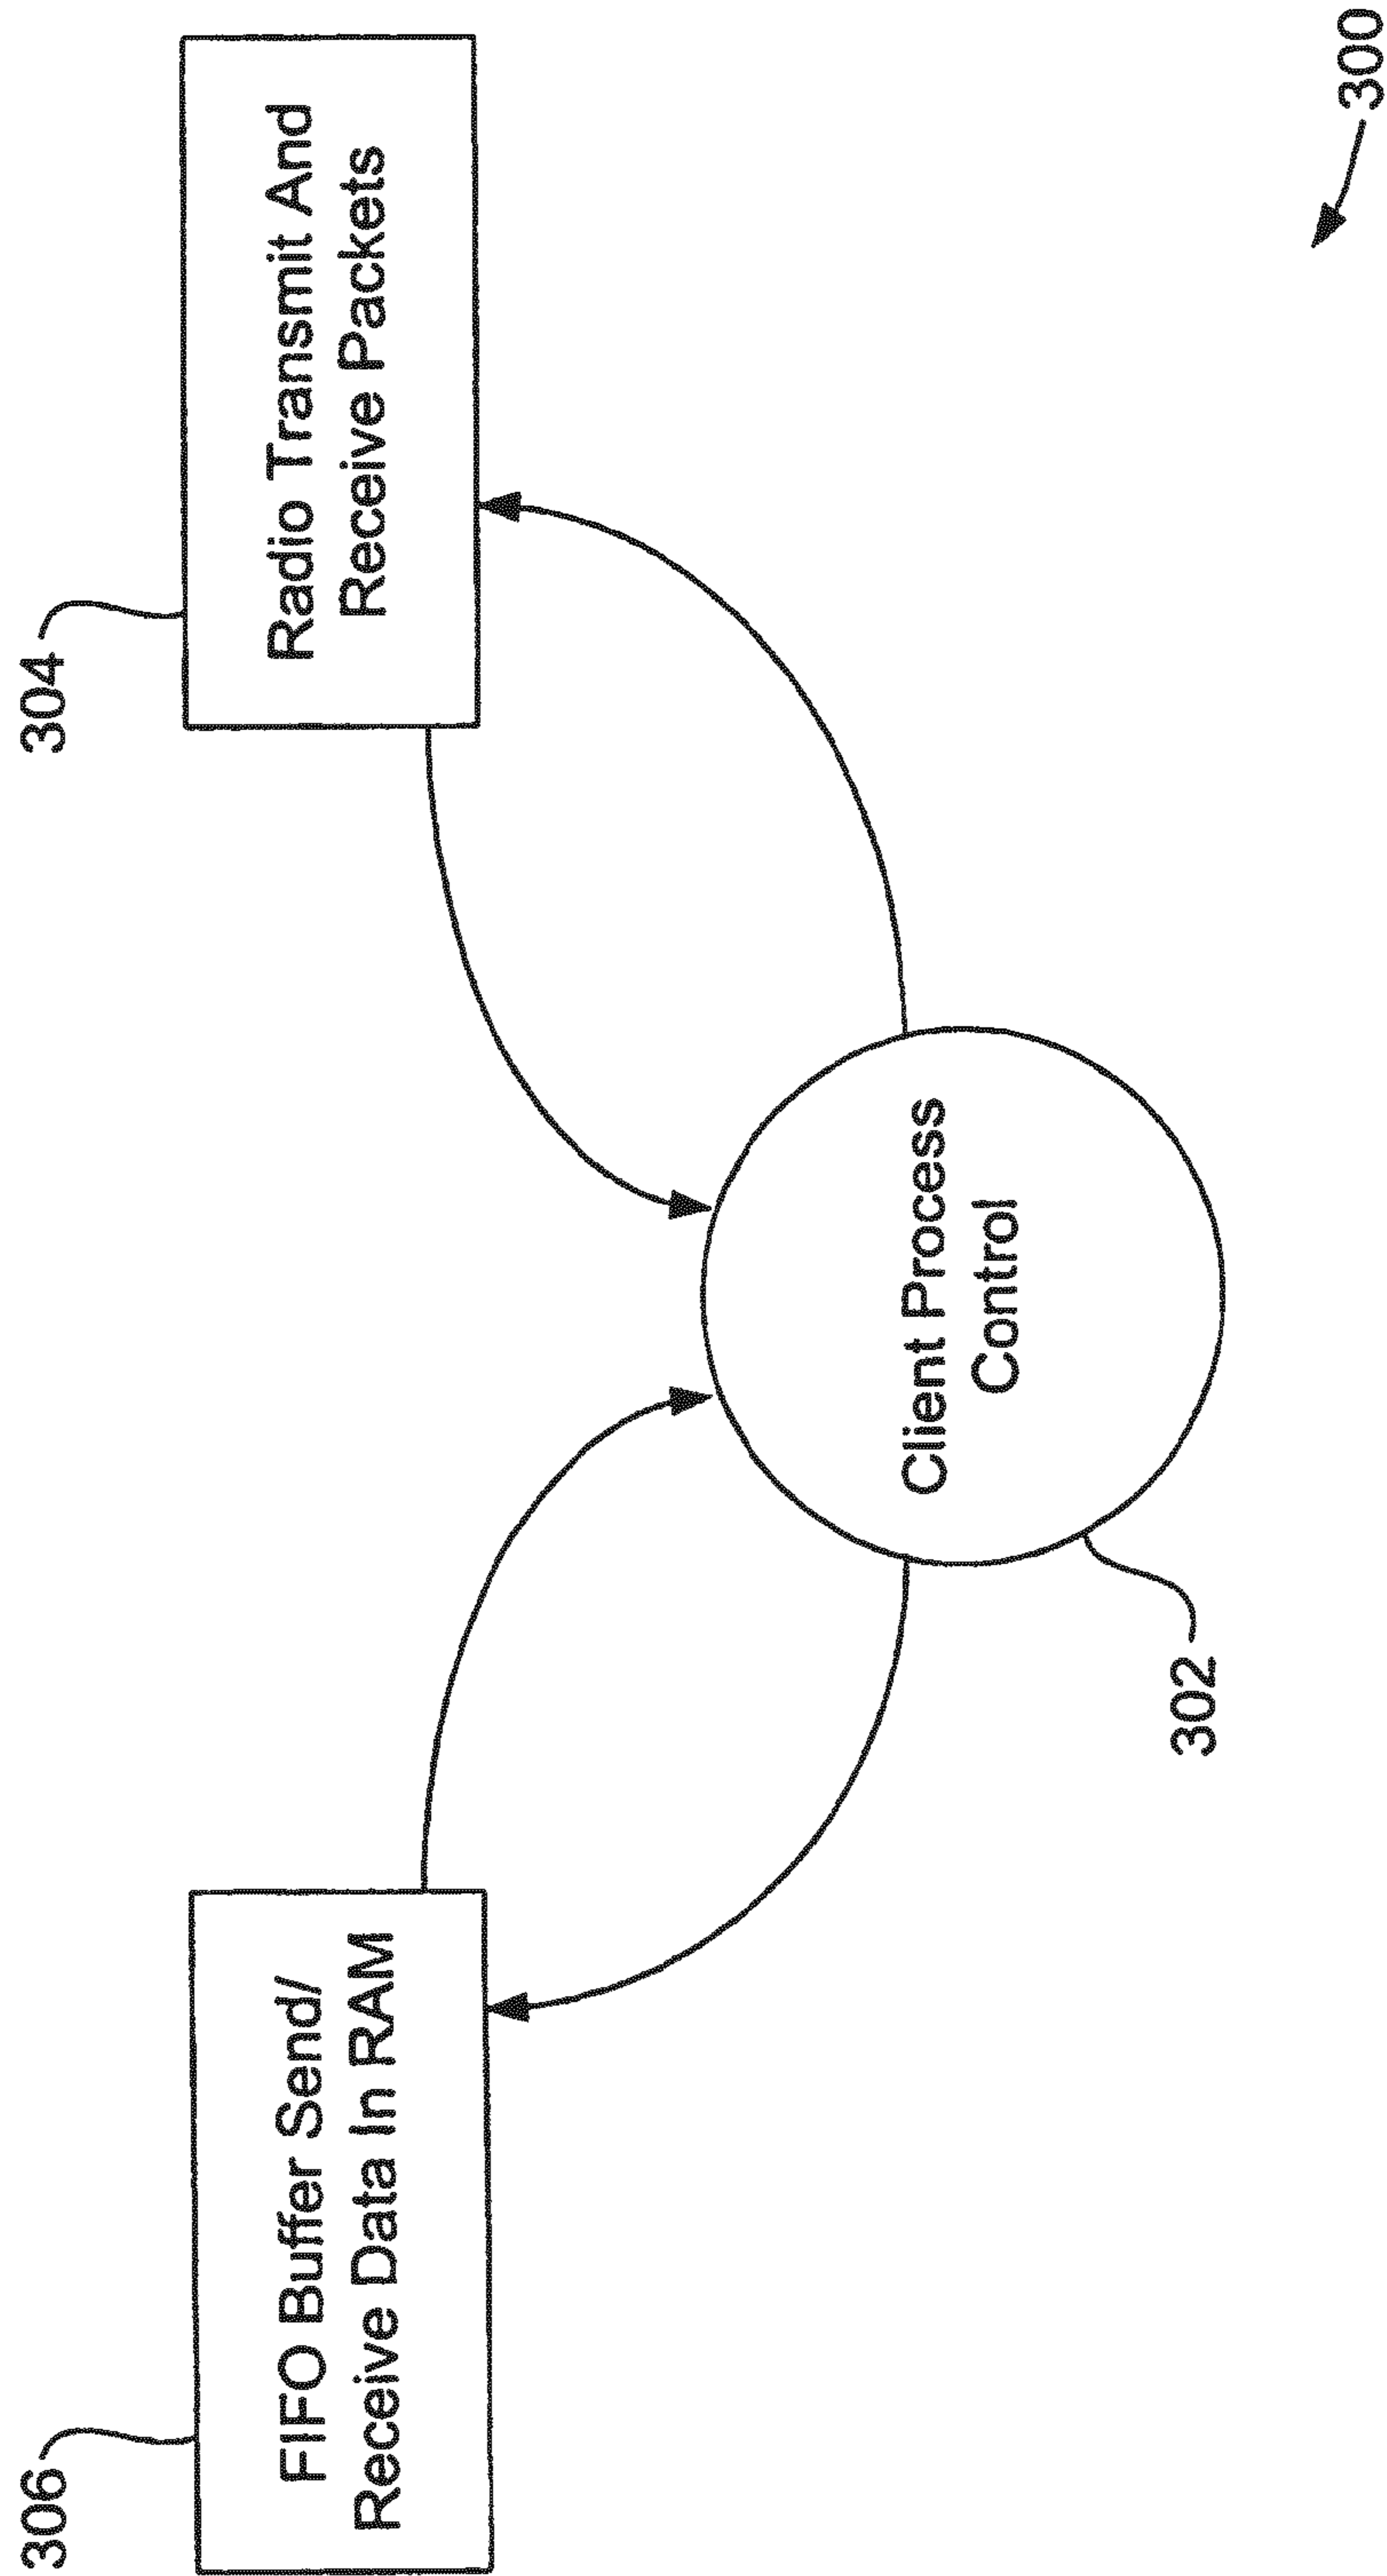 306
FIFO Buffer Send/
Receive Data In RAM
304
Radio Transmit And
Receive Packets
Client Process
Control
302
300